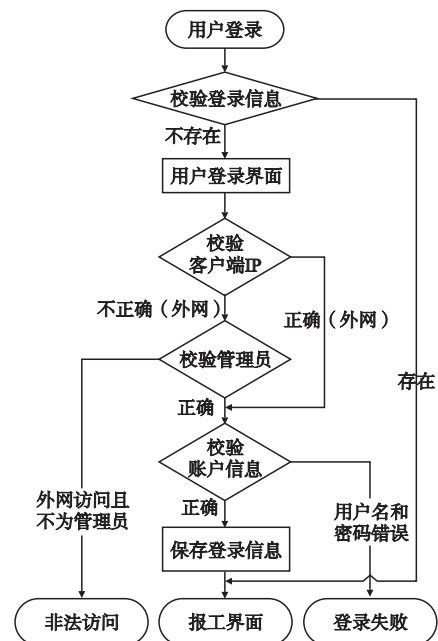 用户登录
校验登录信息
不存在
用户登录界面
校验
客户端IP
不正确（外网）
正确（外网）
校验管理员
存在
正确
校验
账户信息
外网访问且
不为管理员
正确
用户名和
密码错误
保存登录信息
非法访问
报工界面
登录失败